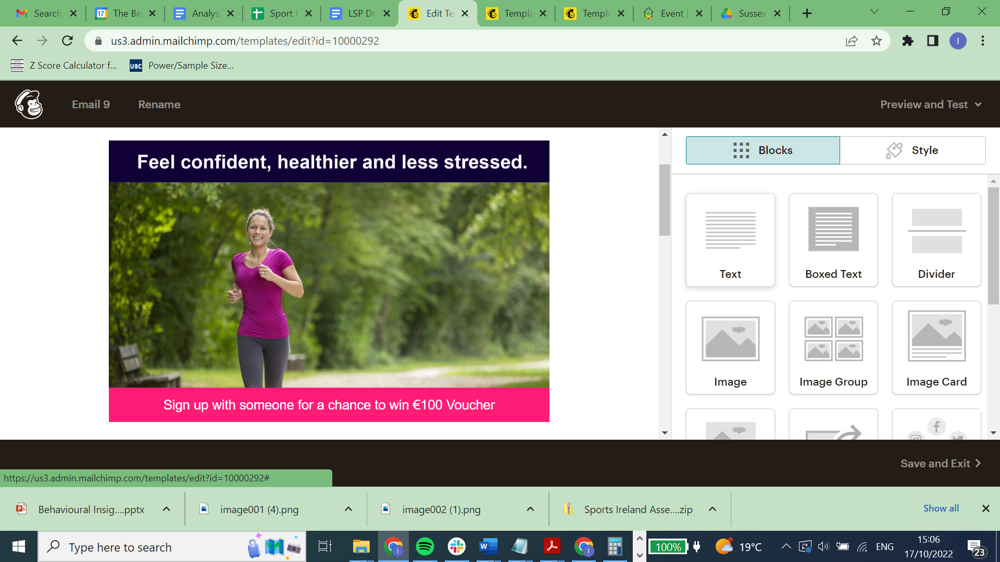 Search
17
The Be
Analysi
Sport P
LSP Dr
Edit Te
Templa
Templa
Event |
Sussex
us3.admin.mailchimp.com/templates/edit?id=10000292
I
Z Score Calculator f...
UBC
Power/Sample Size...
Email 9
Rename
Preview and Test
Feel confident, healthier and less stressed.
Sign up with someone for a chance to win €100 Voucher
Blocks
Style
Text
Boxed Text
Divider
Image
Image Group
Image Card
Save and Exit
https://us3.admin.mailchimp.com/templates/edit?id=10000292#
Behavioural Insig....pptx
image001 (4).png
image002 (1).png
Sports Ireland Asse....zip
Show all
Type here to search
100%
19°C
ENG
15:06
17/10/2022
23